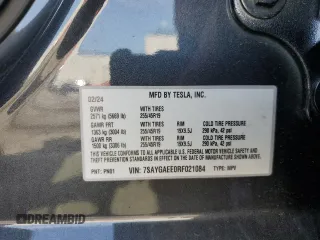 MFD BY TESLA, INC.
02/24
GVWR WITH TIRES
2571 kg (5669 lb) 255/45R19
GAWR FRT WITH TIRES RIM COLD TIRE PRESSURE
1363 kg (3004 lb) 255/45R19 19X9.5J 290 kPa, 42 psi
GAWR RR WITH TIRES RIM COLD TIRE PRESSURE
255/45R19 19X9.5J 290 kPa, 42 psi
THIS VEHICLE CONFORMS TO ALL APPLICABLE FEDERAL MOTOR VEHICLE
SAFETY, BUMPER, AND THEFT PREVENTION STANDARDS IN EFFECT ON THE
DATE OF MANUFACTURE SHOWN ABOVE.
PNT: PN01 VIN: 7SAYGAEE0RF021084 TYPE: MPV
© DREAMBID.COM